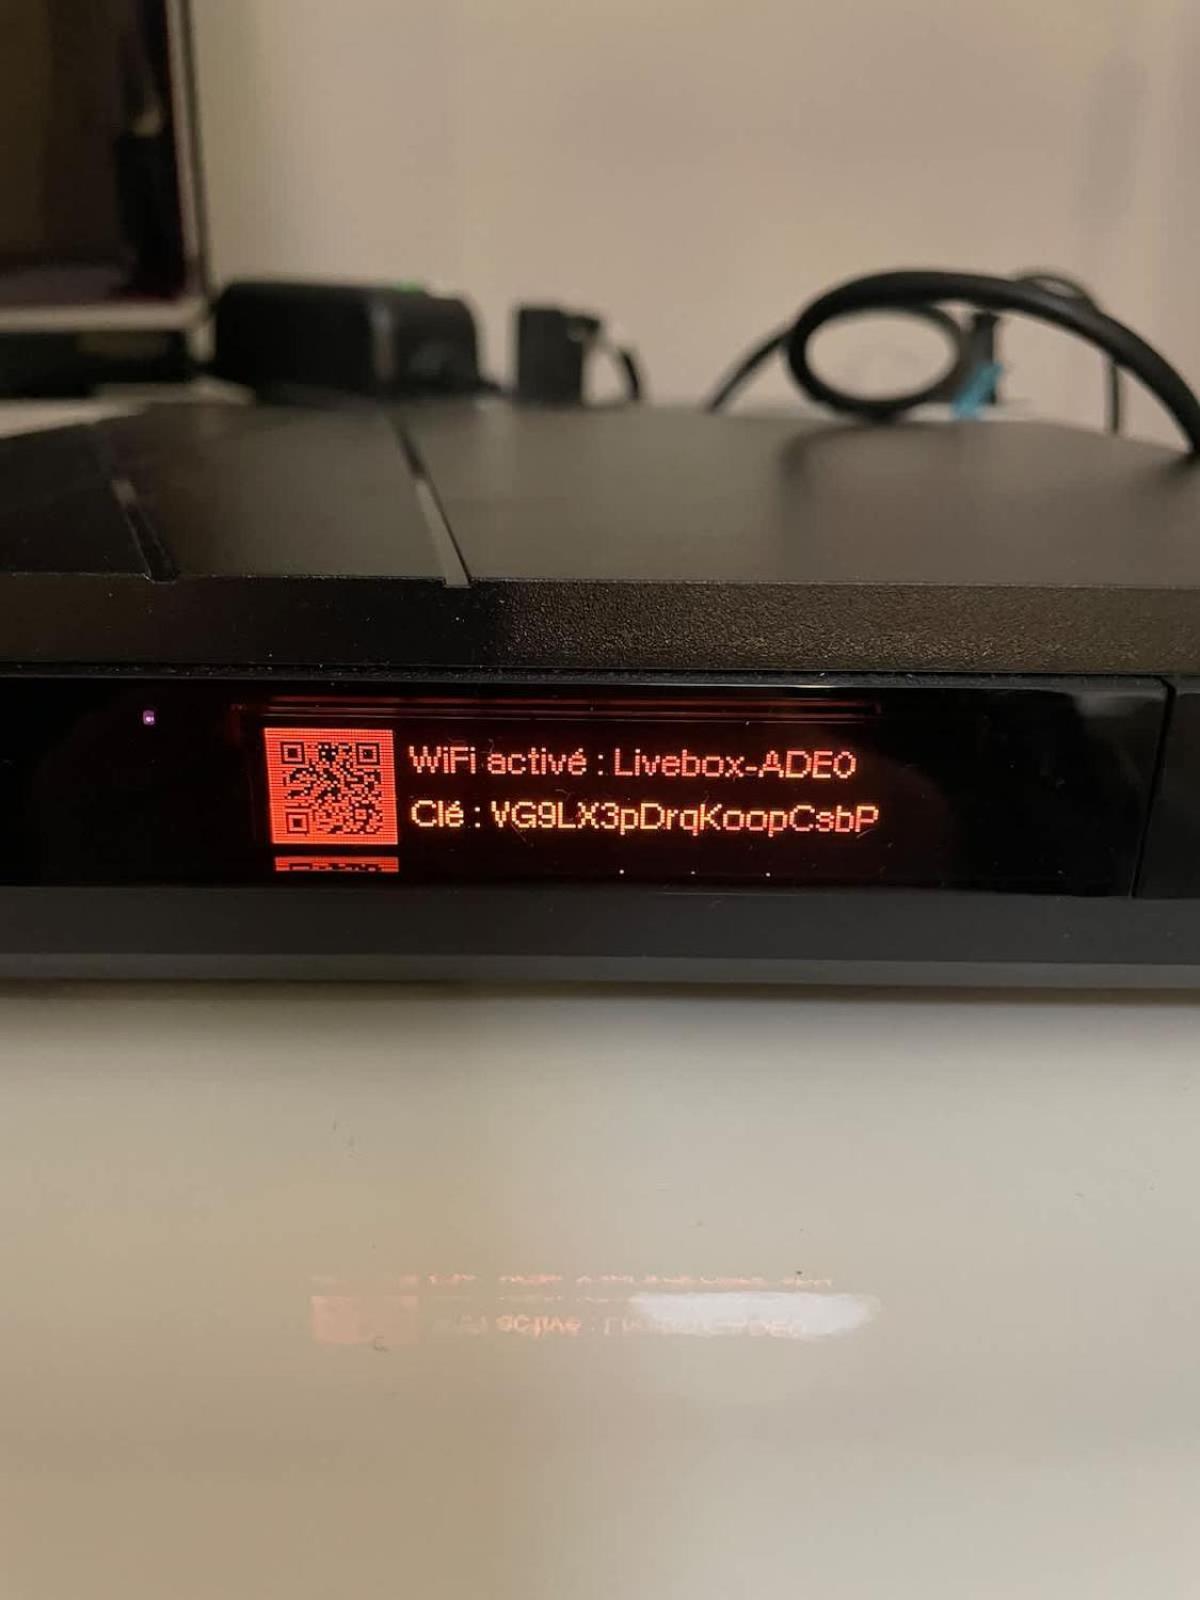 WiFi activé : Livebox-ADE0
Clé : VG9LX3pDrqKoopCsbP